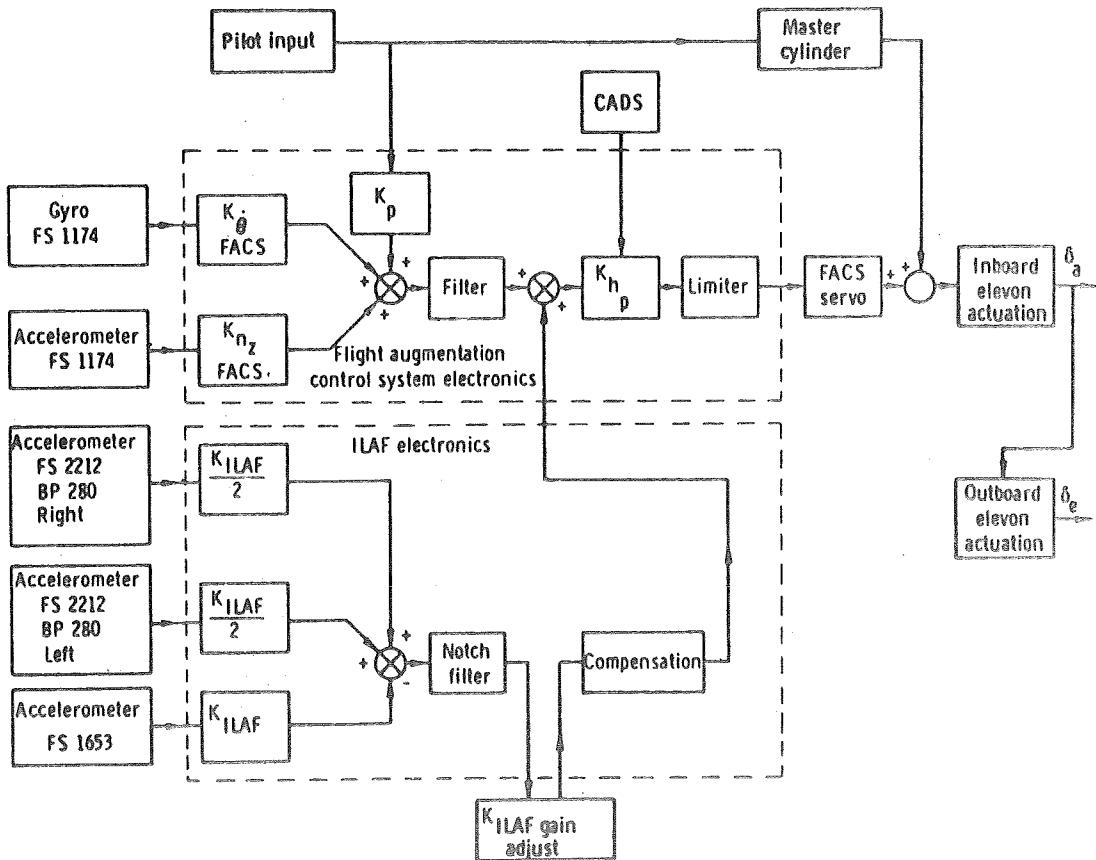 Pilot input
Master
cylinder
CADS
Gyro
FS 1174
K θ̇
FACS
K p
+
+
+
Filter
+
+
K h p
Limiter
FACS
servo
+
+
Inboard
elevon
actuation
δa
Accelerometer
FS 1174
K nz
FACS.
Flight augmentation
control system electronics
Accelerometer
FS 2212
BP 280
Right
K ILAF
2
ILAF electronics
Outboard
elevon
actuation
δe
Accelerometer
FS 2212
BP 280
Left
K ILAF
2
+
+
-
Notch
filter
Compensation
Accelerometer
FS 1653
K ILAF
K ILAF gain
adjust